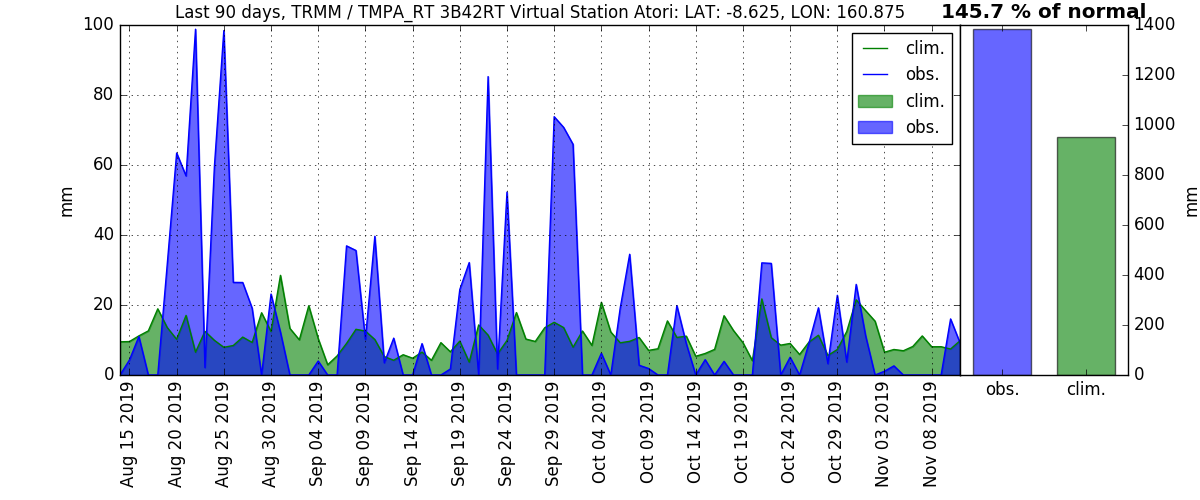 Last 90 days, TRMM / TMPA_RT 3B42RT Virtual Station Atori: LAT: -8.625, LON: 160.875
145.7 % of normal
100
80
60
40
20
0
mm
clim.
obs.
clim.
obs.
1400
1200
1000
800
600
400
200
0
mm
Aug 15 2019
Aug 20 2019
Aug 25 2019
Aug 30 2019
Sep 04 2019
Sep 09 2019
Sep 14 2019
Sep 19 2019
Sep 24 2019
Sep 29 2019
Oct 04 2019
Oct 09 2019
Oct 14 2019
Oct 19 2019
Oct 24 2019
Oct 29 2019
Nov 03 2019
Nov 08 2019
obs.
clim.